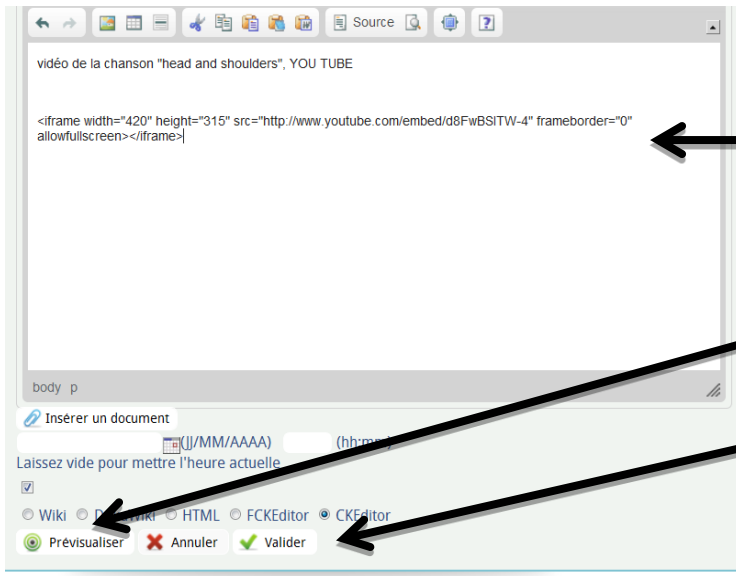 Source
vidéo de la chanson "head and shoulders", YOU TUBE
<iframe width="420" height="315" src="http://www.youtube.com/embed/d8FwBSITW-4" frameborder="0"
allowfullscreen></iframe>
body p
Insérer un document
(JJ/MM/AAAA) (hh:mm)
Laissez vide pour mettre l'heure actuelle
Wiki HTML FCKEditor CKEditor
Prévisualiser Annuler Valider